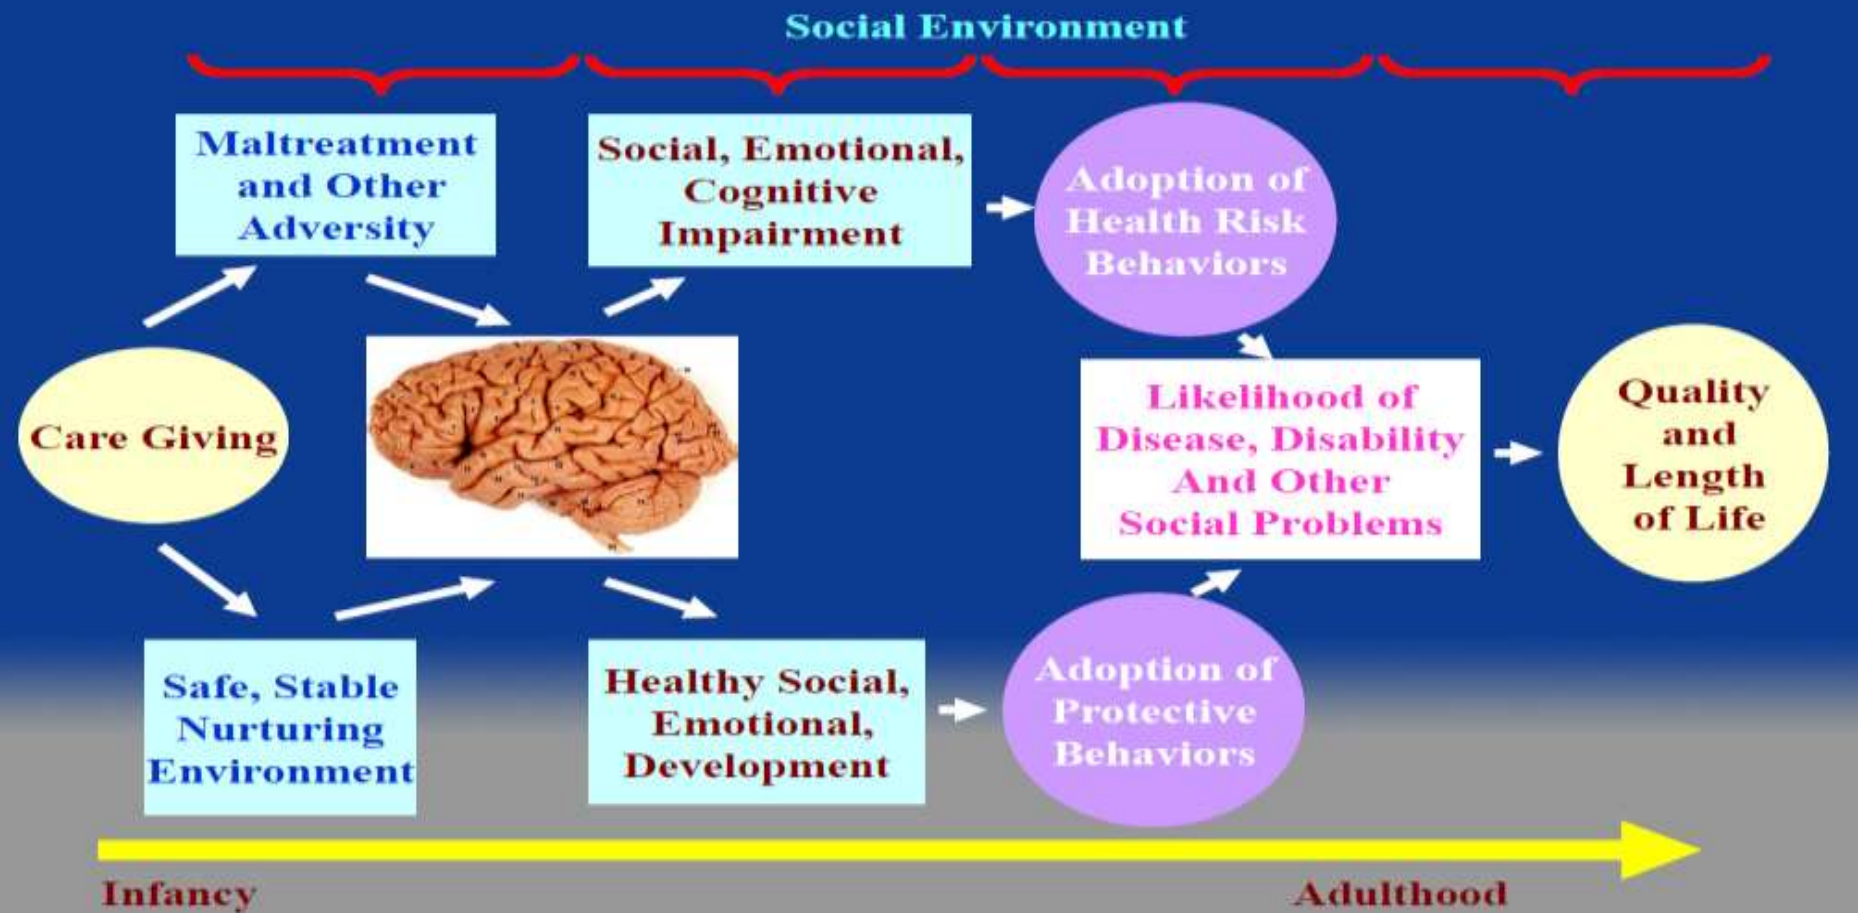 Social Environment
Maltreatment
and Other
Adversity
Social, Emotional,
Cognitive
Impairment
Adoption of
Health Risk
Behaviors
Care Giving
Likelihood of
Disease, Disability
And Other
Social Problems
Quality
and
Length
of Life
Safe, Stable
Nurturing
Environment
Healthy Social,
Emotional,
Development
Adoption of
Protective
Behaviors
Infancy
Adulthood